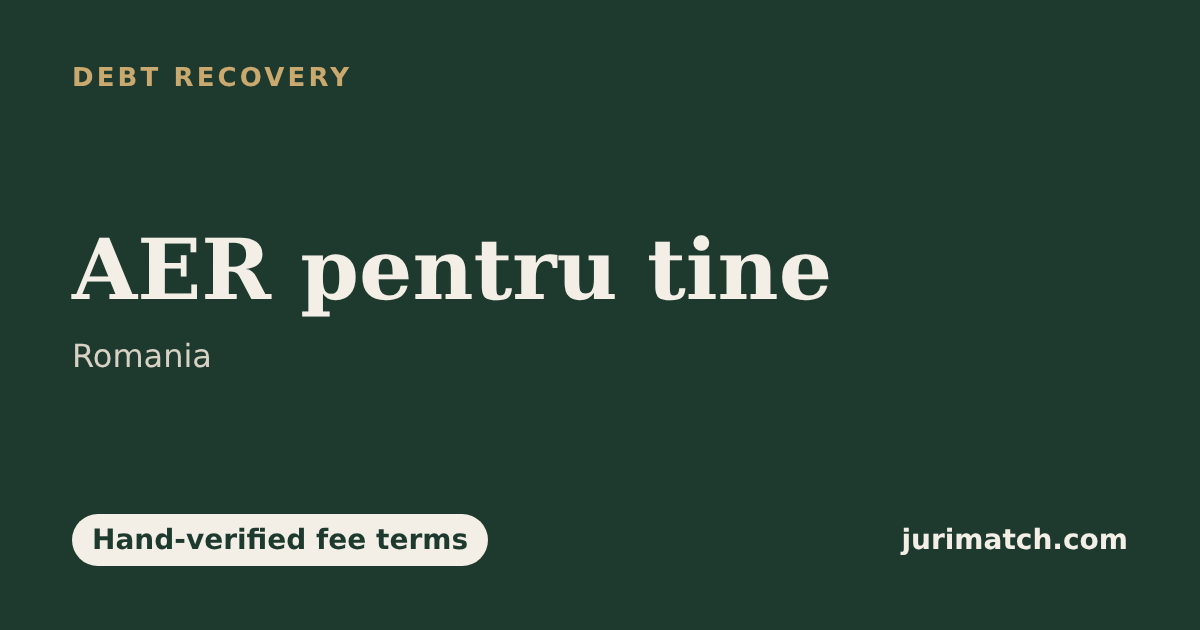 DEBT RECOVERY
AER pentru tine
Romania
Hand-verified fee terms
jurimatch.com